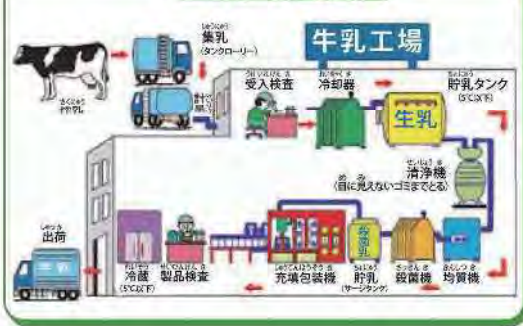 牛乳工場
集乳
(タンクローリー)
受入検査
冷却器
貯乳タンク
(5℃以下)
生乳
清浄機
(目に見えないゴミまでとる)
均質機
殺菌機
貯乳
(サージタンク)
充填包装機
製品検査
冷蔵
(5℃以下)
出荷
牛乳